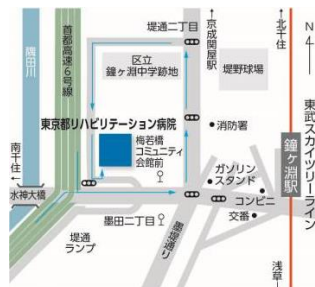 堤通二丁目
京成関屋駅
北千住
N
隅田川
首都高速6号線
区立
鐘ヶ淵中学跡地
堤野球場
東京都リハビリテーション病院
消防署
梅若橋
コミュニティ
会館前
南千住
水神大橋
ガソリン
スタンド
コンビニ
交番
鐘ヶ淵駅
東武スカイツリーライン
墨田二丁目
堤通
ランプ
墨堤通り
浅草